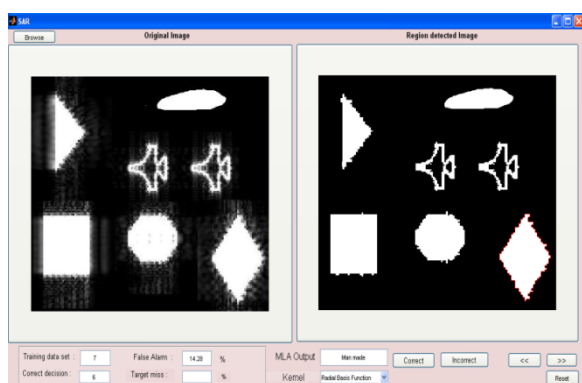 SAR
Browse
Original Image
Region detected Image
Training data set : 7
False Alarm : 14.28 %
MLA Output Man made
Correct
Incorrect
<<
>>
Correct decision : 6
Target miss : %
Kernel Radial Basis Function
Reset